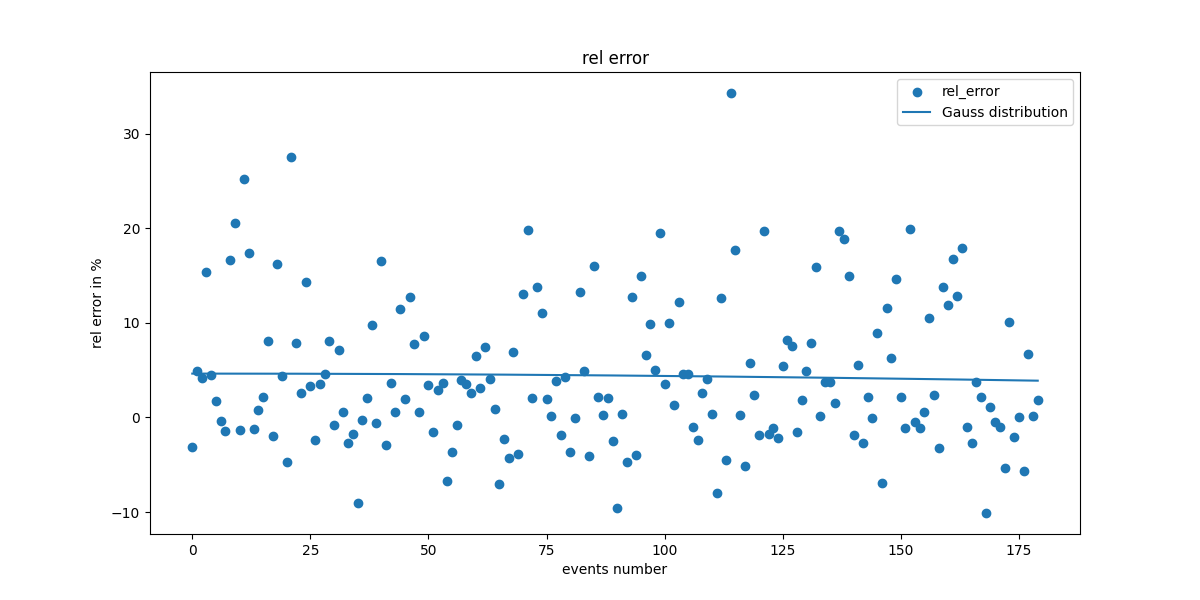 rel error
rel_error
Gauss distribution
rel error in %
30
20
10
0
−10
0
25
50
75
100
125
150
175
events number